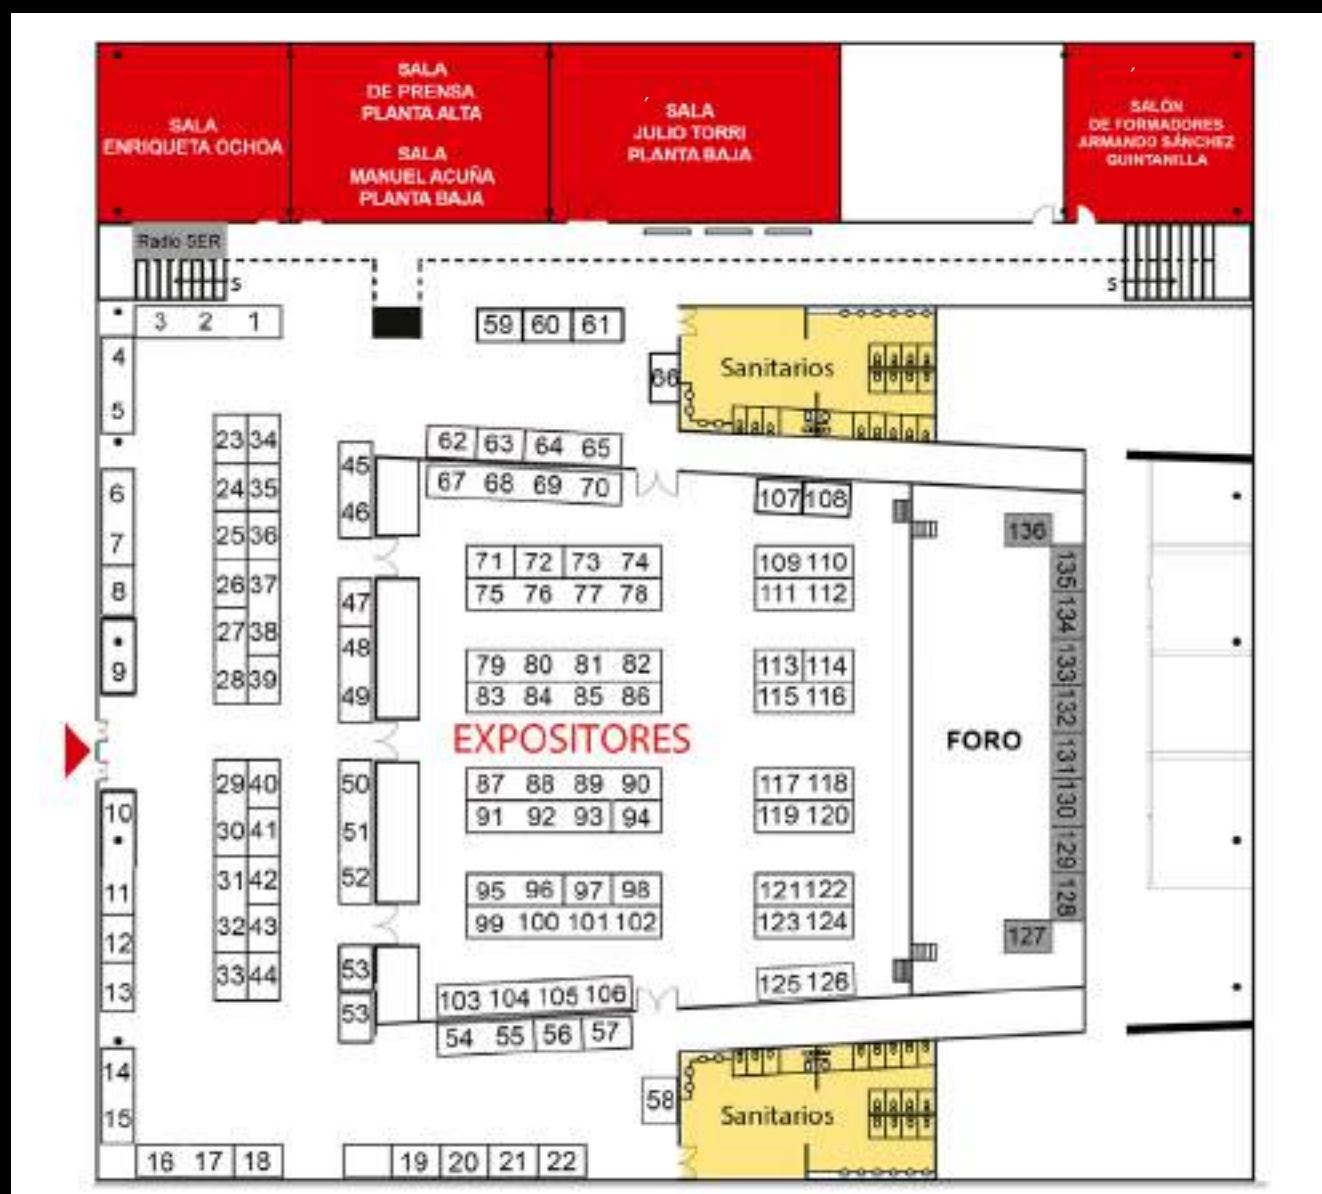 SALA
ENRIQUETA OCHOA
SALA
DE PRENSA
PLANTA ALTA
SALA
MANUEL ACUÑA
PLANTA BAJA
SALA
JULIO TORRI
PLANTA BAJA
SALÓN
DE FORMADORES
ARMANDO SÁNCHEZ
QUINTANILLA
Radio SER
S
S
3 2 1
59 60 61
4
66
Sanitarios
5
23 34
62 63 64 65
45
67 68 69 70
6
24 35
46
107 108
7
25 36
136
71 72 73 74
109 110
135
8
26 37
47
75 76 77 78
111 112
134
27 38
48
9
28 39
49
79 80 81 82
113 114
133
83 84 85 86
115 116
132
EXPOSITORES
FORO
131
10
29 40
50
87 88 89 90
117 118
130
30 41
51
91 92 93 94
119 120
129
11
31 42
52
95 96 97 98
121 122
128
12
32 43
99 100 101 102
123 124
127
13
33 44
53
53
103 104 105 106
125 126
54 55 56 57
14
58
Sanitarios
15
16 17 18
19 20 21 22